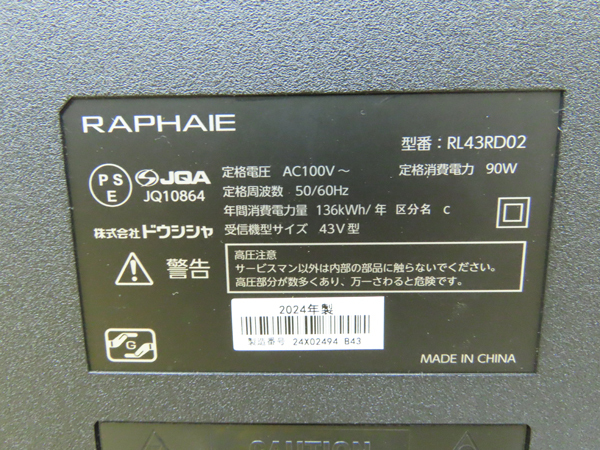 RAPHAIE
型番：RL43RD02
PS
E
JQA
JQ10864
定格電圧 AC100V～ 定格消費電力 90W
定格周波数 50/60Hz
年間消費電力量 136kWh/年 区分名 c
株式会社ドウシシャ 受信機型サイズ 43V型
警告
高圧注意
サービスマン以外は内部の部品に触らないでください。
高圧部分が数多くあり、万一さわると危険です。
G
2024年製
製造番号 24X02494 B43
MADE IN CHINA
CAUTION